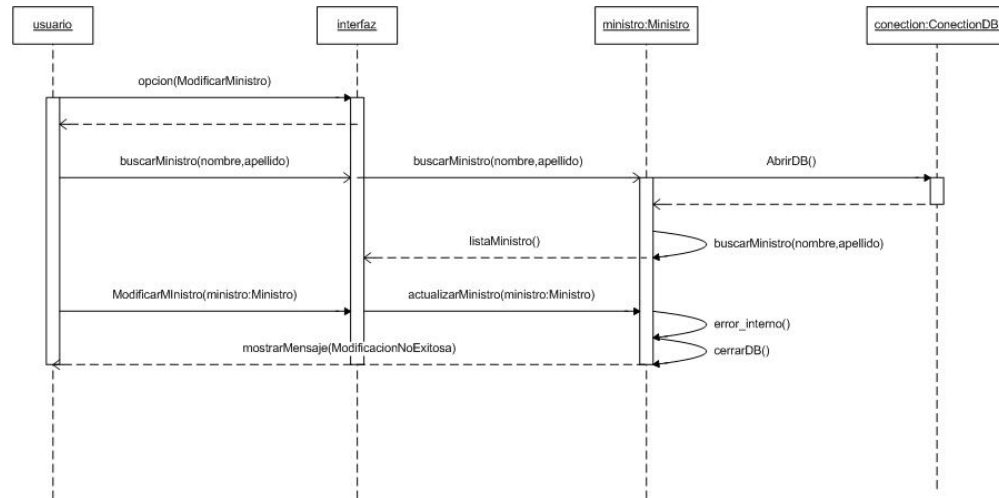 usuario
interfaz
ministro:Ministro
conection:ConectionDB
opcion(ModificarMinistro)
buscarMinistro(nombre,apellido)
buscarMinistro(nombre,apellido)
AbrirDB()
listaMinistro()
buscarMinistro(nombre,apellido)
ModificarMInistro(ministro:Ministro)
actualizarMinistro(ministro:Ministro)
error_interno()
mostrarMensaje(ModificacionNoExitosa)
cerrarDB()